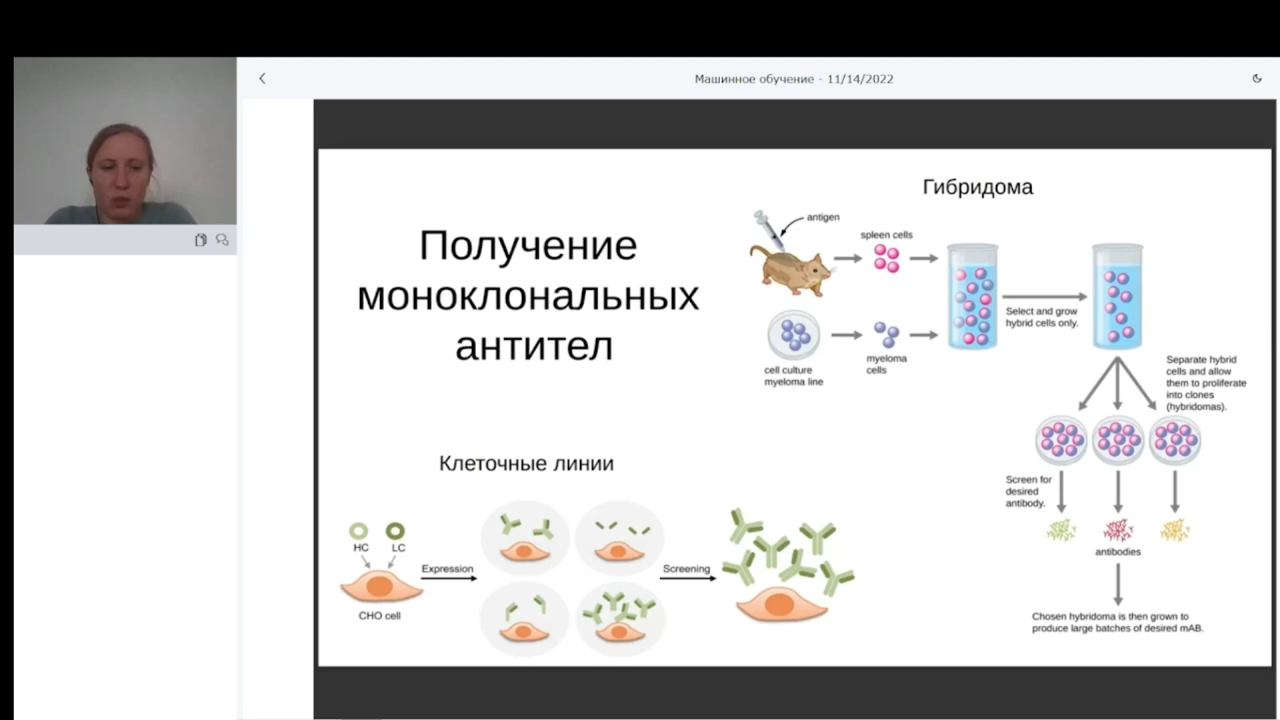 Машинное обучение - 11/14/2022
Получение
моноклональных
антител
Гибридома
antigen
spleen cells
cell culture
myeloma line
myeloma
cells
Select and grow
hybrid cells only.
Separate hybrid
cells and allow
them to proliferate
into clones
(hybridomas).
Screen for
desired
antibody.
antibodies
Chosen hybridoma is then grown to
produce large batches of desired mAB.
Клеточные линии
HC
LC
CHO cell
Expression
Screening